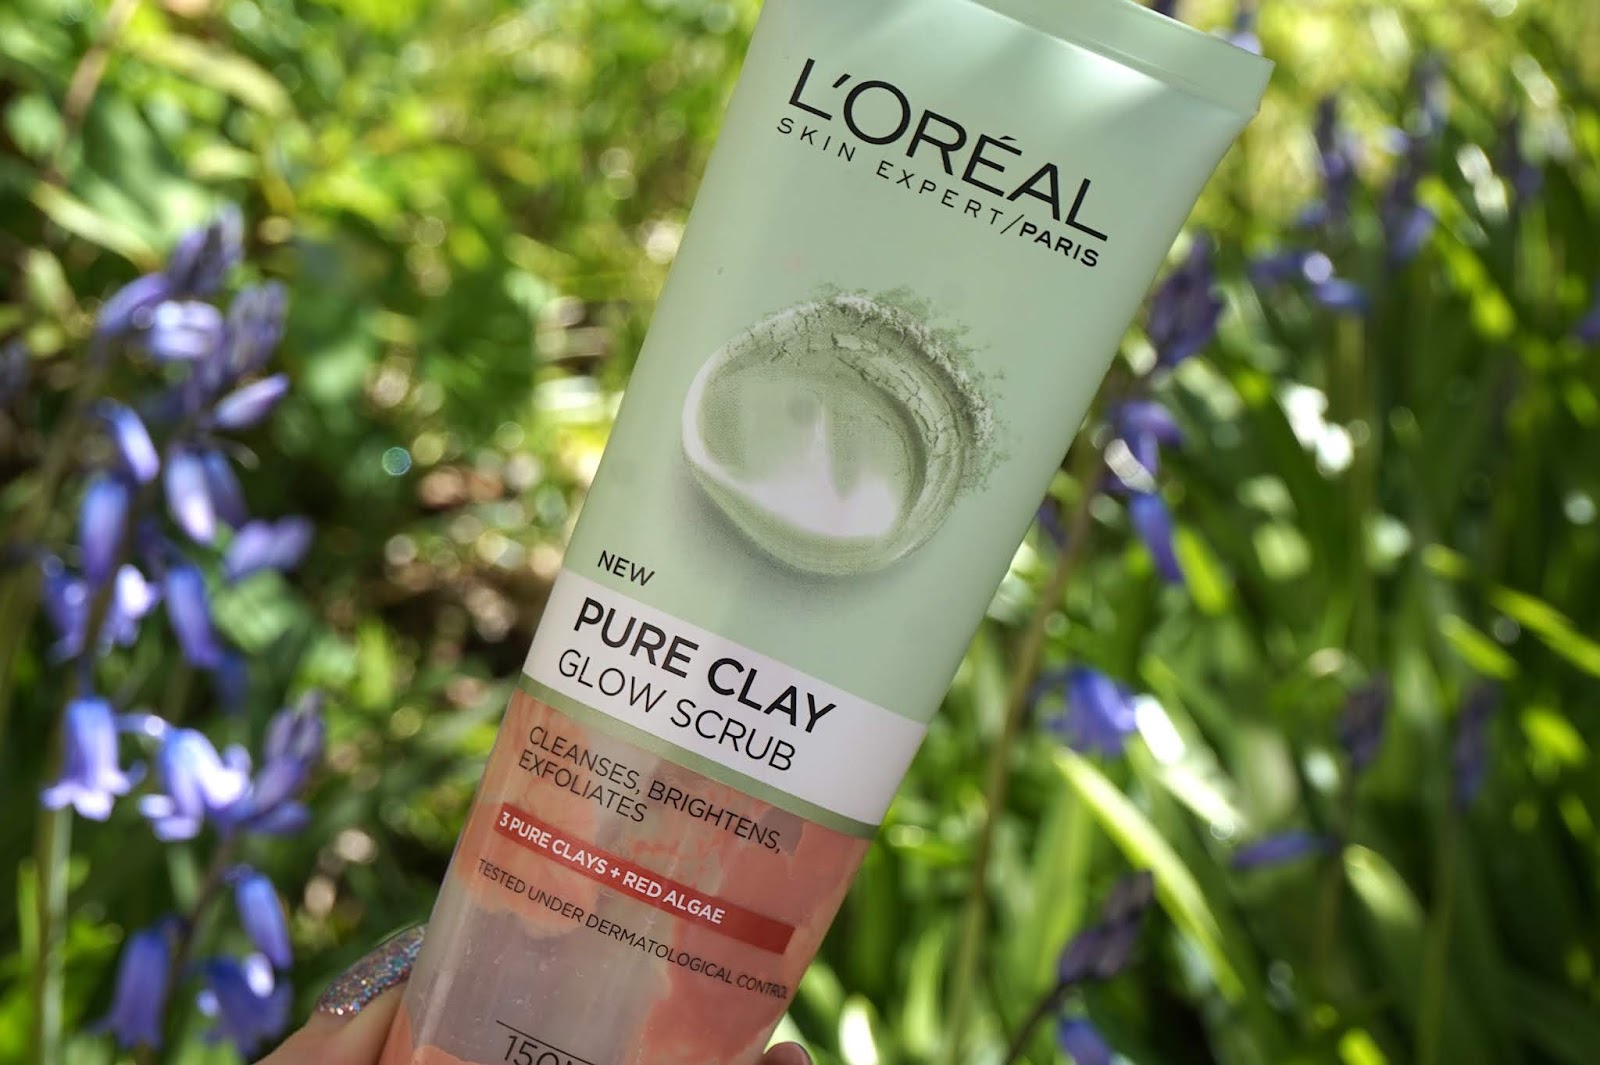 L'ORÉAL
SKIN EXPERT/PARIS
NEW
PURE CLAY
GLOW SCRUB
CLEANSES, BRIGHTENS,
EXFOLIATES
3 PURE CLAYS + RED ALGAE
TESTED UNDER DERMATOLOGICAL CONTROL